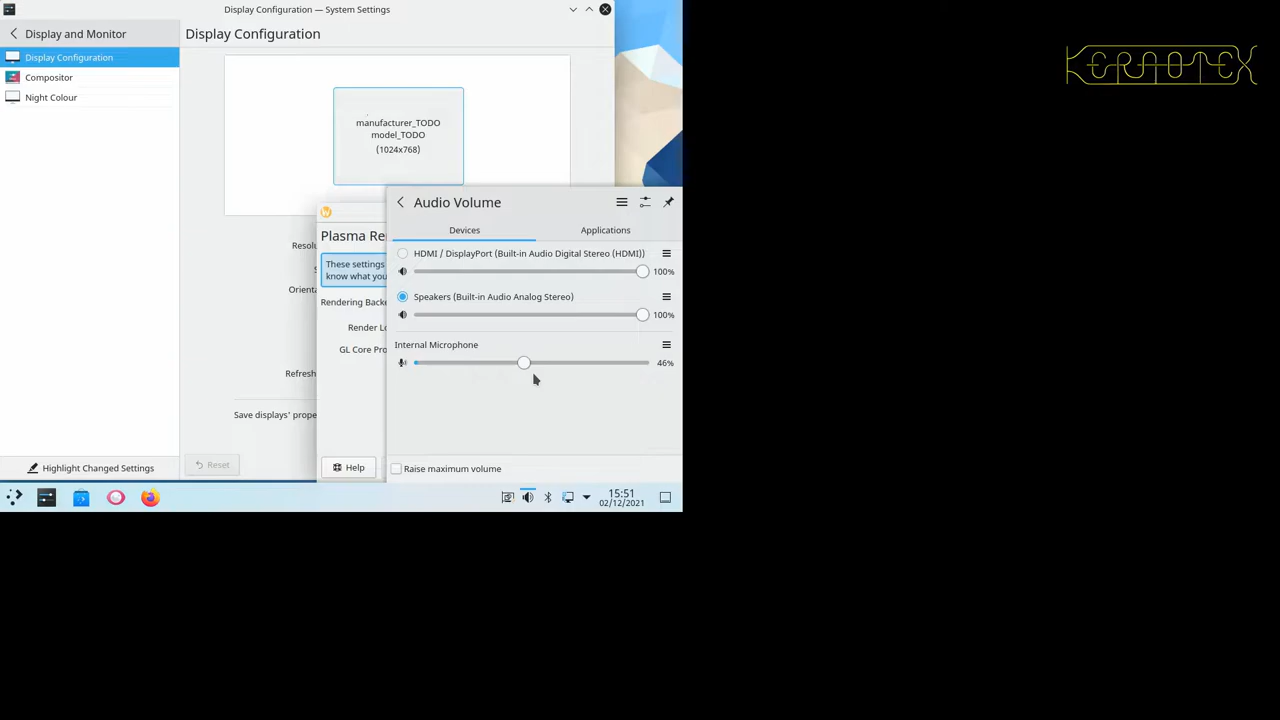 Display Configuration — System Settings
Display and Monitor
Display Configuration
Compositor
Night Colour
Highlight Changed Settings
Display Configuration
manufacturer_TODO
model_TODO
(1024x768)
Resolu
Orienta
Refresh
Save displays' prope
Reset
Plasma Re
These settings
know what you
Rendering Backe
Render Lo
GL Core Pro
Help
Audio Volume
Devices
Applications
HDMI / DisplayPort (Built-in Audio Digital Stereo (HDMI))
100%
Speakers (Built-in Audio Analog Stereo)
100%
Internal Microphone
46%
Raise maximum volume
15:51
02/12/2021
KERNOTEX